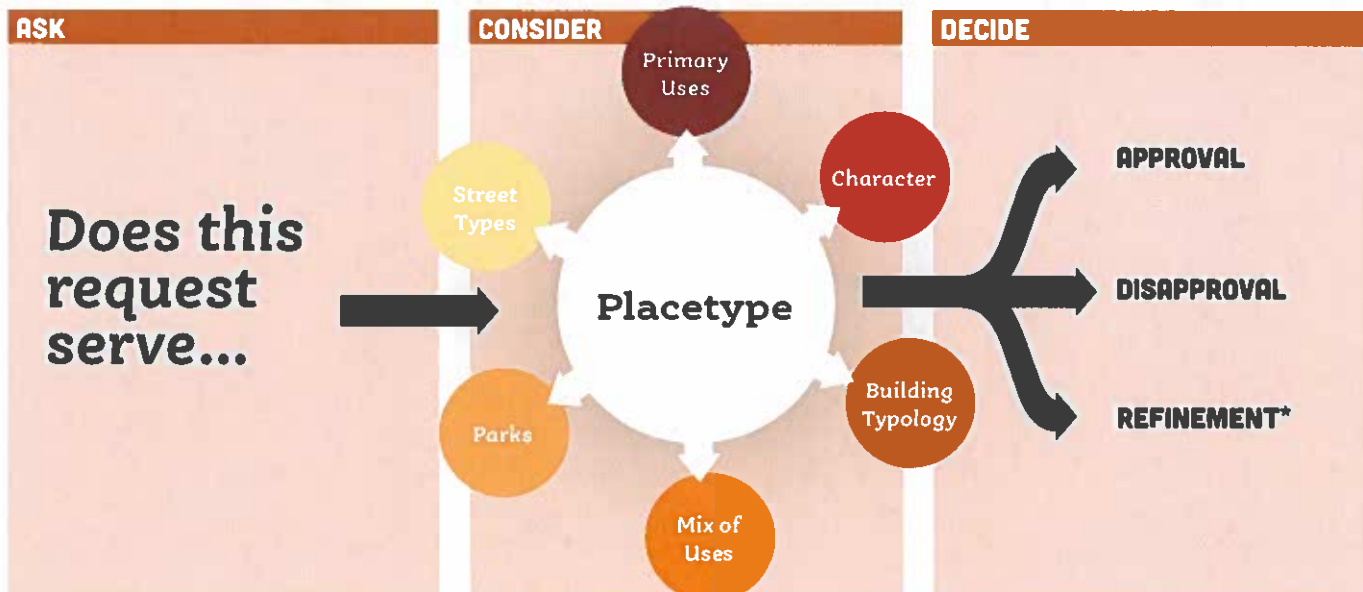 ASK
Does this
request
serve...
CONSIDER
Primary
Uses
Character
Street
Types
Placetype
Building
Typology
Parks
Mix of
Uses
DECIDE
APPROVAL
DISAPPROVAL
REFINEMENT*